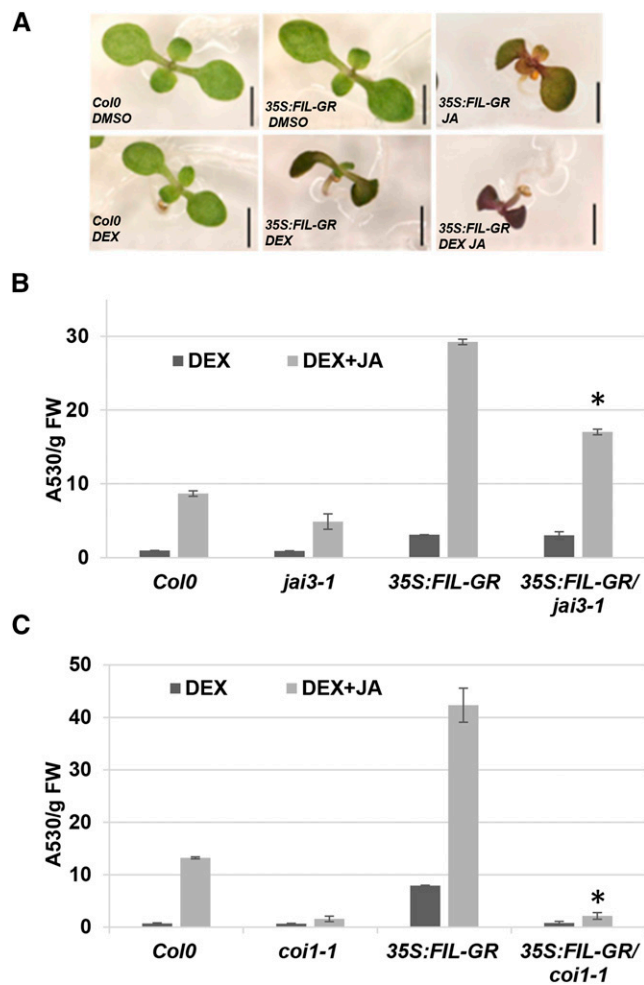 A
Col0
DMSO
35S:FIL-GR
DMSO
35S:FIL-GR
JA
Col0
DEX
35S:FIL-GR
DEX
35S:FIL-GR
DEX JA
B
DEX
DEX+JA
A530/g FW
30
20
10
0
*
Col0
jai3-1
35S:FIL-GR
35S:FIL-GR/
jai3-1
C
DEX
DEX+JA
A530/g FW
50
40
30
20
10
0
*
Col0
coi1-1
35S:FIL-GR
35S:FIL-GR/
coi1-1